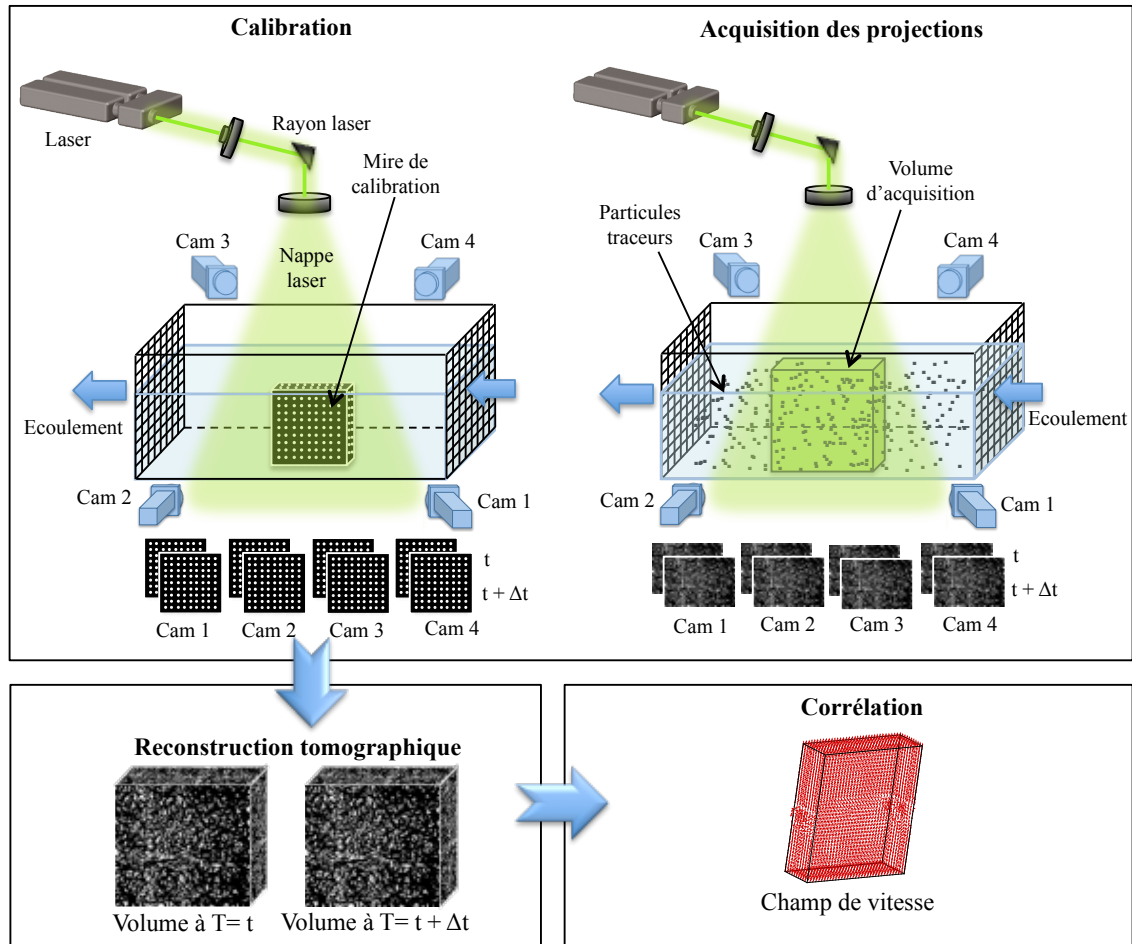 Calibration
Laser
Rayon laser
Mire de
calibration
Cam 3
Cam 4
Nappe
laser
Ecoulement
Cam 2
Cam 1
t
t + Δt
Cam 1
Cam 2
Cam 3
Cam 4
Acquisition des projections
Volume
d'acquisition
Particules
traceurs
Cam 3
Cam 4
Ecoulement
Cam 2
Cam 1
t
t + Δt
Cam 1
Cam 2
Cam 3
Cam 4
Reconstruction tomographique
Volume à T= t
Volume à T= t + Δt
Corrélation
Champ de vitesse